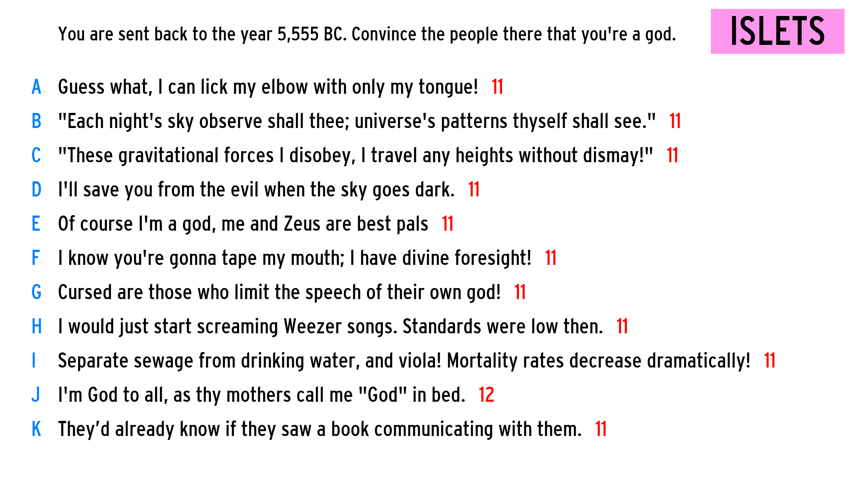 You are sent back to the year 5,555 BC. Convince the people there that you're a god.
ISLETS
A Guess what, I can lick my elbow with only my tongue! 11
B "Each night's sky observe shall thee; universe's patterns thyself shall see." 11
C "These gravitational forces I disobey, I travel any heights without dismay!" 11
D I'll save you from the evil when the sky goes dark. 11
E Of course I'm a god, me and Zeus are best pals 11
F I know you're gonna tape my mouth; I have divine foresight! 11
G Cursed are those who limit the speech of their own god! 11
H I would just start screaming Weezer songs. Standards were low then. 11
I Separate sewage from drinking water, and viola! Mortality rates decrease dramatically! 11
J I'm God to all, as thy mothers call me "God" in bed. 12
K They’d already know if they saw a book communicating with them. 11